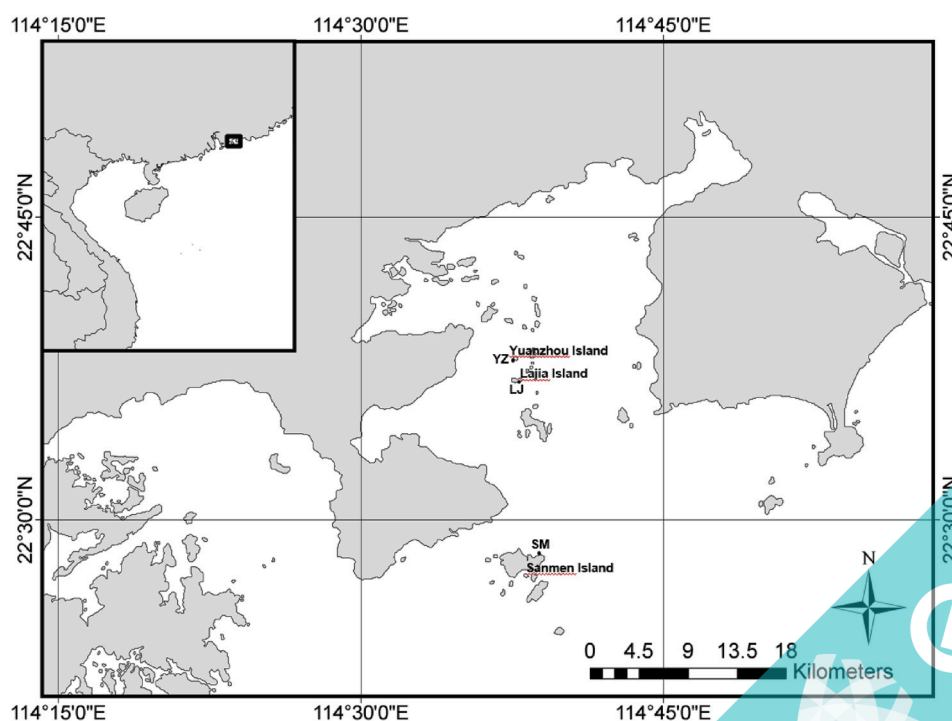 114°15'0"E 114°30'0"E 114°45'0"E
22°45'0"N 22°45'0"N
Yuanzhou Island
YZ
Lajia Island
LJ
22°30'0"N 22°30'0"N
SM
Sanmen Island
N
0 4.5 9 13.5 18
Kilometers
114°15'0"E 114°30'0"E 114°45'0"E